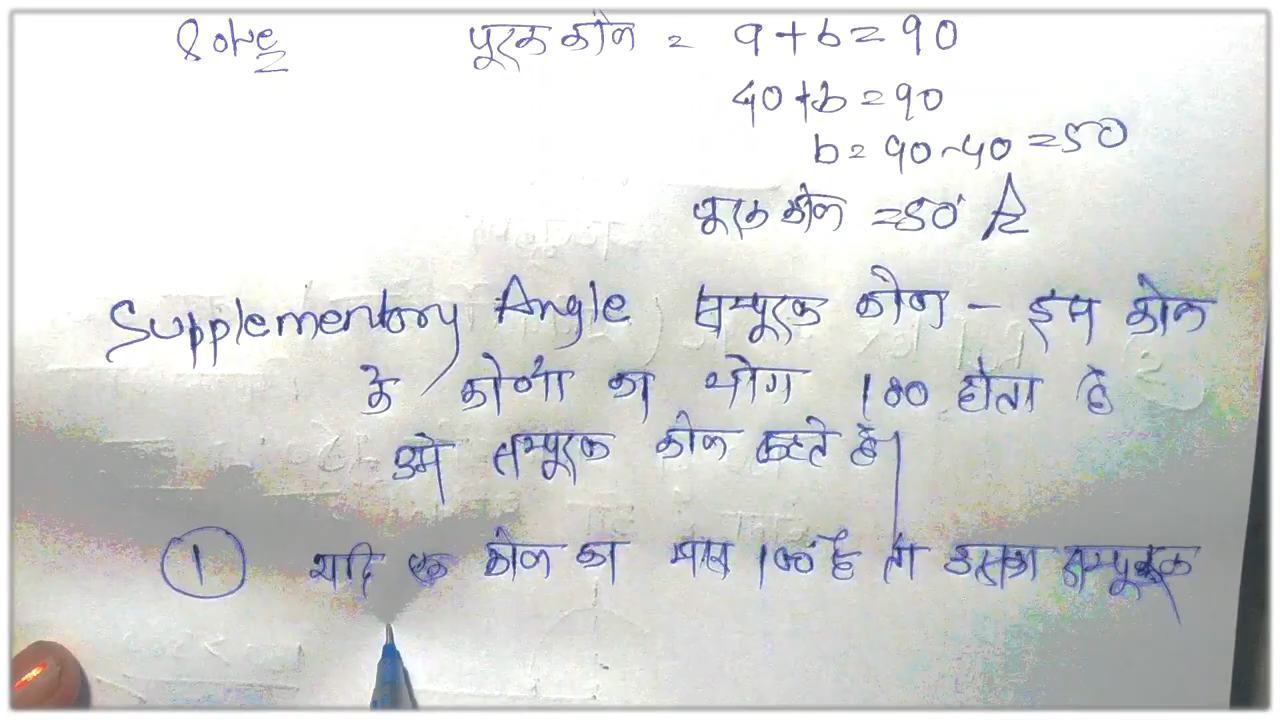 Solve पूरक कोण = a + b = 90
40 + b = 90
b = 90 - 40 = 50
पूरक कोण = 50°
Supplementory Angle सम्पूरक कोण - इस कोण
के कोणों का योग 180 होता है
उसे सम्पूरक कोण कहते हैं।
1 यदि एक कोण का माप 100° है तो उसका सम्पूरक